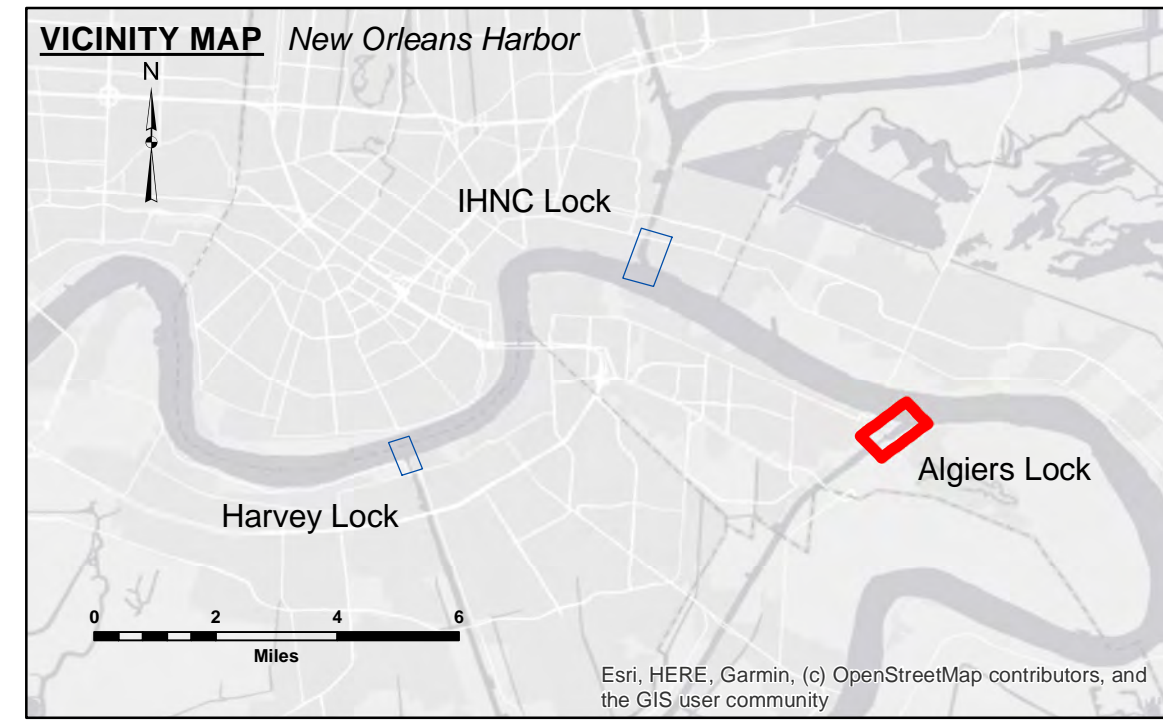 VICINITY MAP New Orleans Harbor
N
IHNC Lock
Algiers Lock
Harvey Lock
0 2 4 6
Miles
Esri, HERE, Garmin, (c) OpenStreetMap contributors, and
the GIS user community